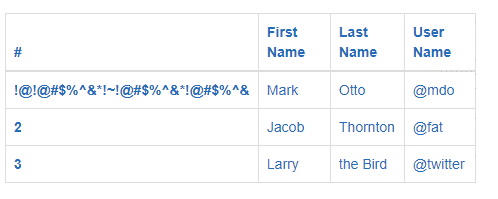 # First Name Last Name User Name
!@!@#$%^&*!~!@#$%^&*!@#$%^& Mark Otto @mdo
2 Jacob Thornton @fat
3 Larry the Bird @twitter